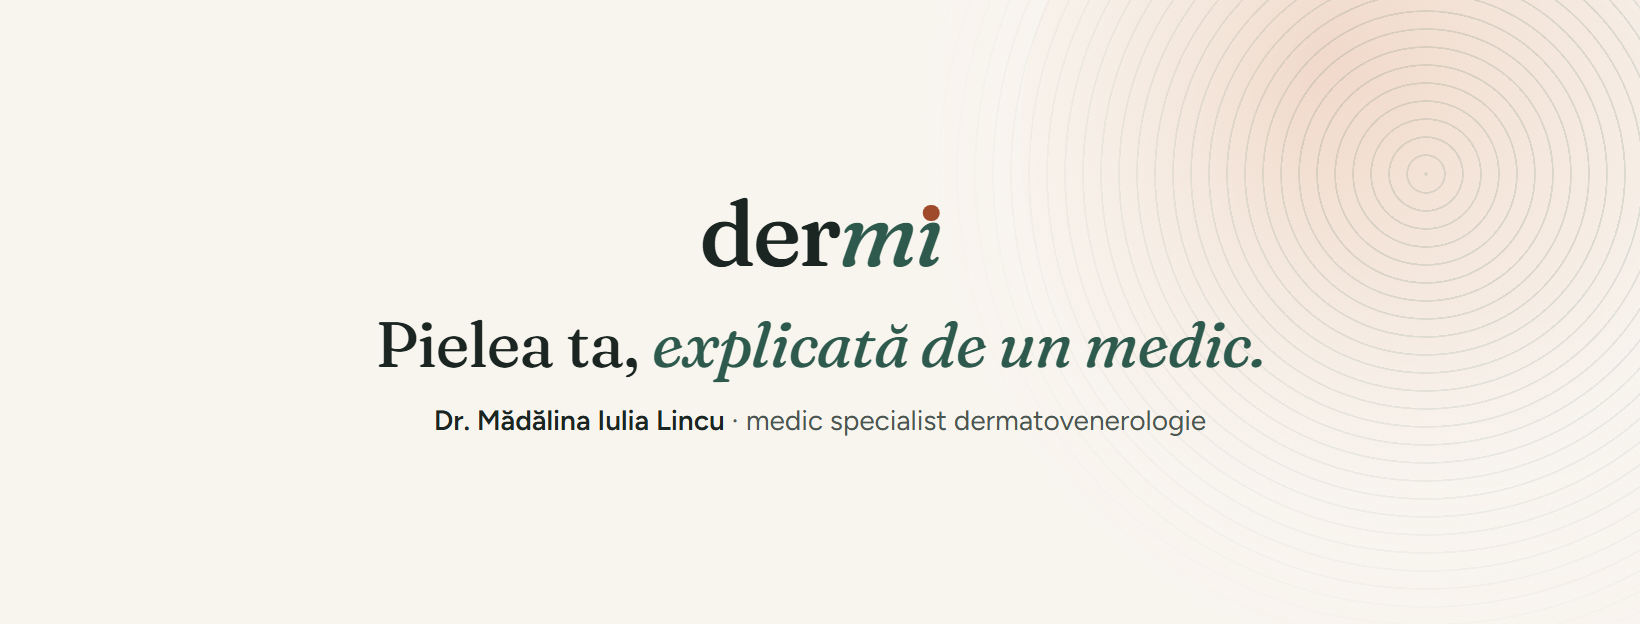 dermi
Pielea ta, explicată de un medic.
Dr. Mădălina Iulia Lincu · medic specialist dermatovenerologie